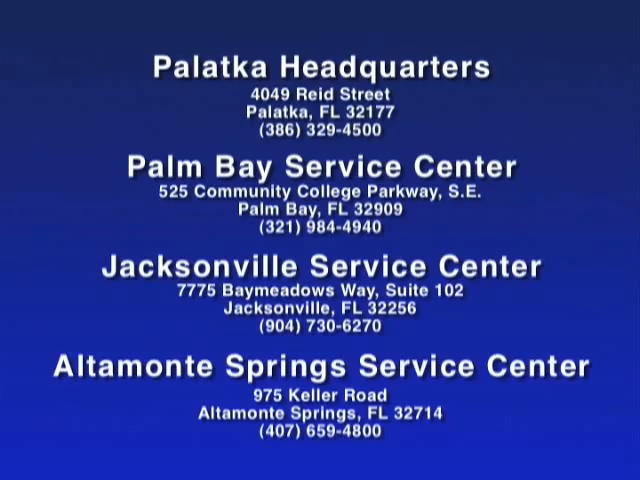 Palatka Headquarters
4049 Reid Street
Palatka, FL 32177
(386) 329-4500
Palm Bay Service Center
525 Community College Parkway, S.E.
Palm Bay, FL 32909
(321) 984-4940
Jacksonville Service Center
7775 Baymeadows Way, Suite 102
Jacksonville, FL 32256
(904) 730-6270
Altamonte Springs Service Center
975 Keller Road
Altamonte Springs, FL 32714
(407) 659-4800